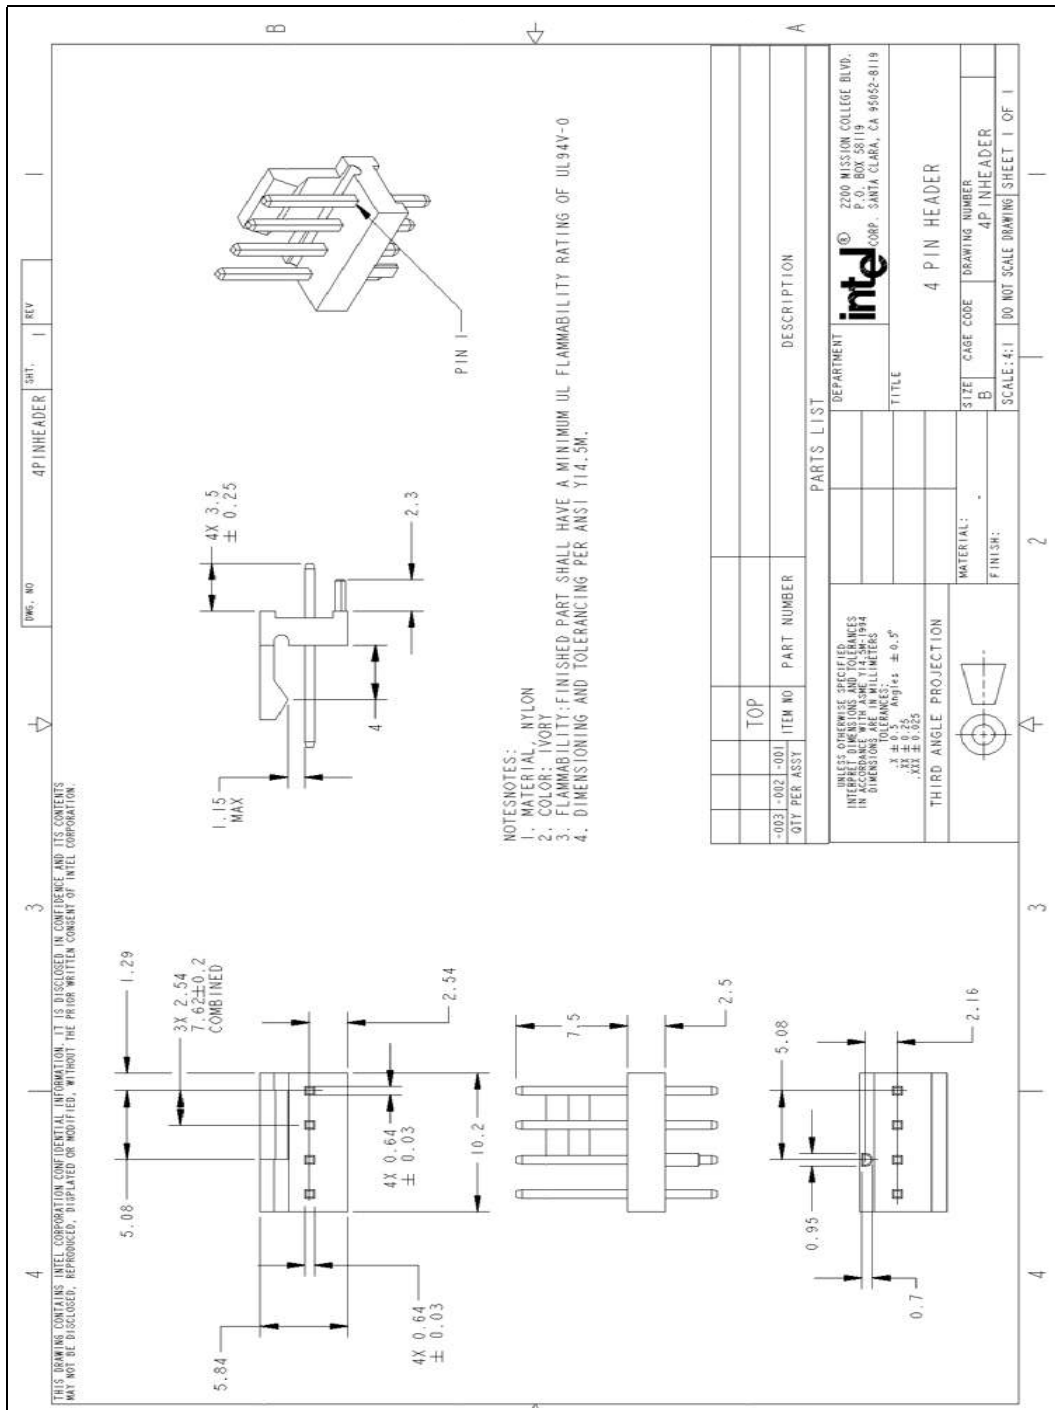 THIS DRAWING CONTAINS INTEL CORPORATION CONFIDENTIAL INFORMATION. IT IS DISCLOSED IN CONFIDENCE AND ITS CONTENTS
MAY NOT BE DISCLOSED, REPRODUCED, DISPLAYED OR MODIFIED, WITHOUT THE PRIOR WRITTEN CONSENT OF INTEL CORPORATION.
DWG. NO
4PINHEADER
SHT.
1
REV
4
3
1
B
A
5.08
1.29
3X 2.54
7.62±0.2
COMBINED
5.84
2.54
4X 0.64
± 0.03
4X 0.64
± 0.03
10.2
7.5
2.5
5.08
0.95
0.7
2.16
1.15
MAX
4
4X 3.5
± 0.25
2.3
PIN 1
NOTESNOTES:
1. MATERIAL, NYLON
2. COLOR: IVORY
3. FLAMMABILITY:FINISHED PART SHALL HAVE A MINIMUM UL FLAMMABILITY RATING OF UL94V-0
4. DIMENSIONING AND TOLERANCING PER ANSI Y14.5M.
TOP
-003 -002 -001
ITEM NO
PART NUMBER
DESCRIPTION
QTY PER ASSY
PARTS LIST
UNLESS OTHERWISE SPECIFIED
INTERPRET DIMENSIONS AND TOLERANCES
IN ACCORDANCE WITH ASME Y14.5M-1994
DIMENSIONS ARE IN MILLIMETERS
TOLERANCES:
.X ± 0.5 Angles ± 0.5°
.XX ± 0.25
.XXX ± 0.025
THIRD ANGLE PROJECTION
MATERIAL: -
FINISH:
DEPARTMENT
intel®
CORP.
2200 MISSION COLLEGE BLVD.
P.O. BOX 58119
SANTA CLARA, CA 95052-8119
TITLE
4 PIN HEADER
SIZE
B
CAGE CODE
DRAWING NUMBER
4PINHEADER
SCALE:4:1
DO NOT SCALE DRAWING
SHEET 1 OF 1
4
3
2
1